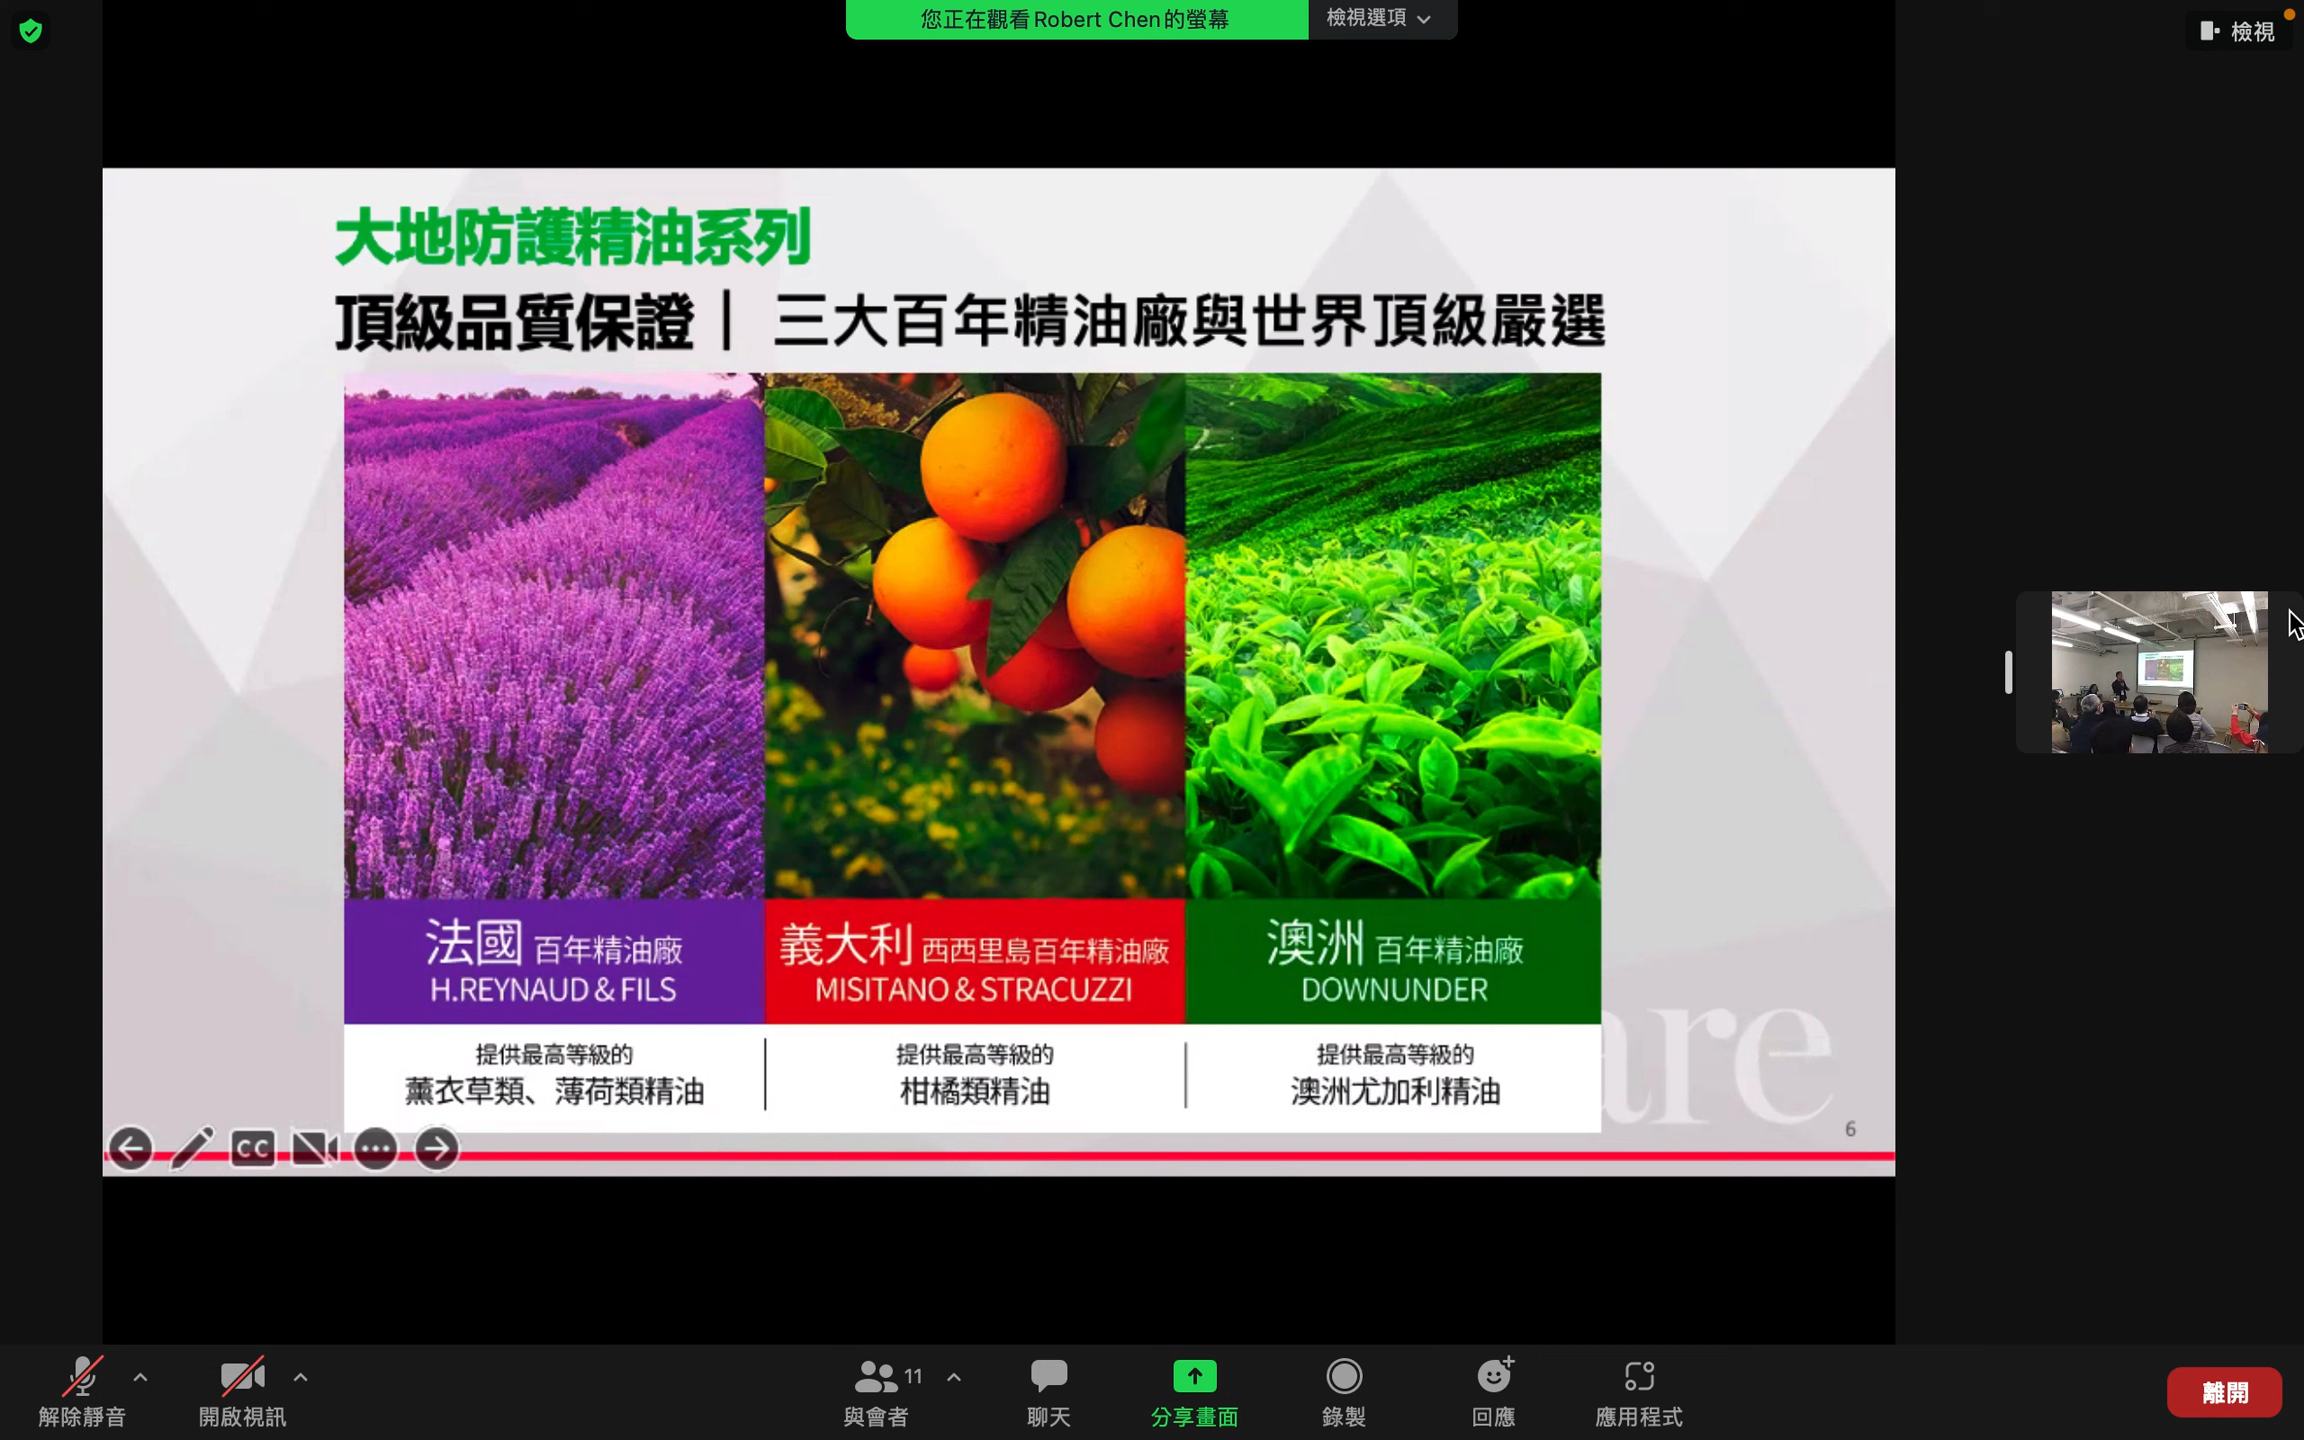 您正在觀看Robert Chen的螢幕
檢視選項
檢視
大地防護精油系列
頂級品質保證｜ 三大百年精油廠與世界頂級嚴選
法國 百年精油廠
H.REYNAUD & FILS
提供最高等級的
薰衣草類、薄荷類精油
義大利 西西里島百年精油廠
MISITANO & STRACUZZI
提供最高等級的
柑橘類精油
澳洲 百年精油廠
DOWNUNDER
提供最高等級的
澳洲尤加利精油
are
6
CC
解除靜音
開啟視訊
11
與會者
聊天
分享畫面
錄製
回應
應用程式
離開